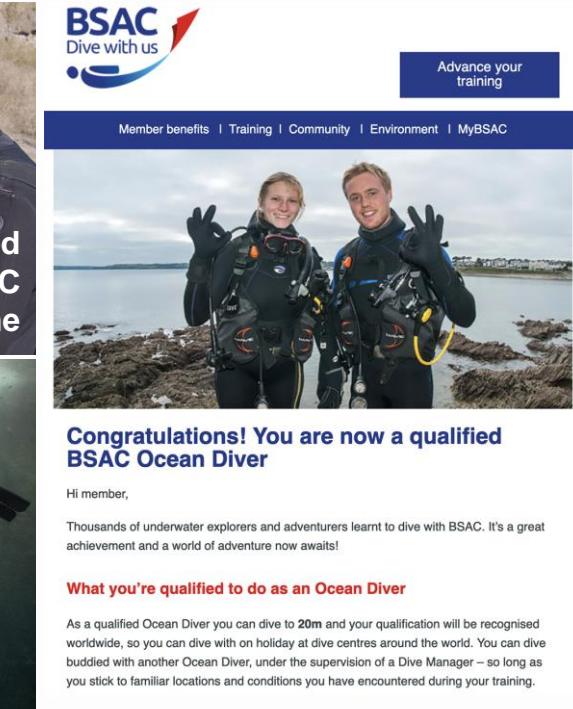 BSAC
Dive with us
Advance your
training
Member benefits | Training | Community | Environment | MyBSAC
d
C
ne
Congratulations! You are now a qualified
BSAC Ocean Diver
Hi member,
Thousands of underwater explorers and adventurers learnt to dive with BSAC. It's a great
achievement and a world of adventure now awaits!
What you're qualified to do as an Ocean Diver
As a qualified Ocean Diver you can dive to 20m and your qualification will be recognised
worldwide, so you can dive with on holiday at dive centres around the world. You can dive
buddied with another Ocean Diver, under the supervision of a Dive Manager – so long as
you stick to familiar locations and conditions you have encountered during your training.